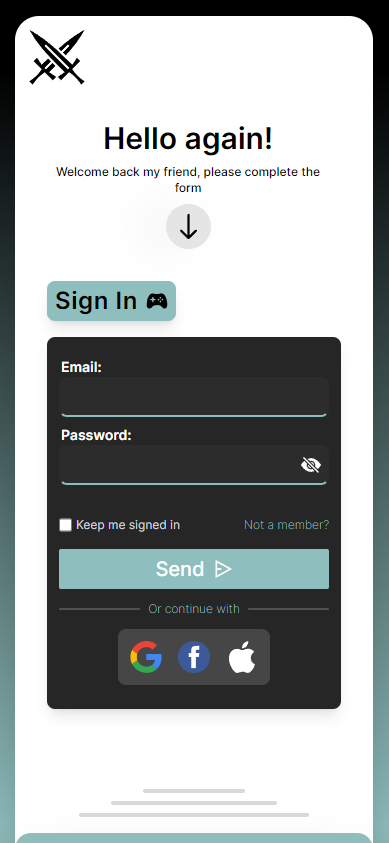 Hello again!
Welcome back my friend, please complete the
form
Sign In
Email:
Password:
Keep me signed in
Not a member?
Send
Or continue with